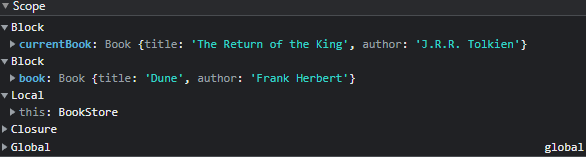 Scope
Block
currentBook: Book {title: 'The Return of the King', author: 'J.R.R. Tolkien'}
Block
book: Book {title: 'Dune', author: 'Frank Herbert'}
Local
this: BookStore
Closure
Global global